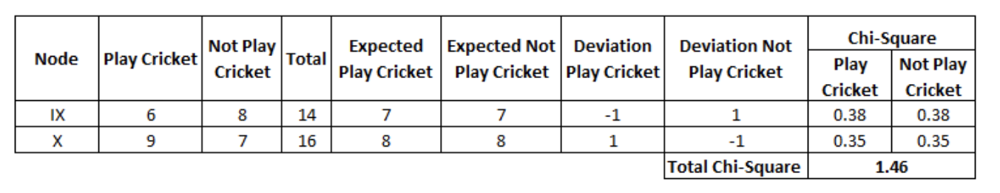 Node Play Cricket Not Play Cricket Total Expected Play Cricket Expected Not Play Cricket Deviation Play Cricket Deviation Not Play Cricket Chi-Square
Play Cricket Not Play Cricket
IX 6 8 14 7 7 -1 1 0.38 0.38
X 9 7 16 8 8 1 -1 0.35 0.35
Total Chi-Square 1.46